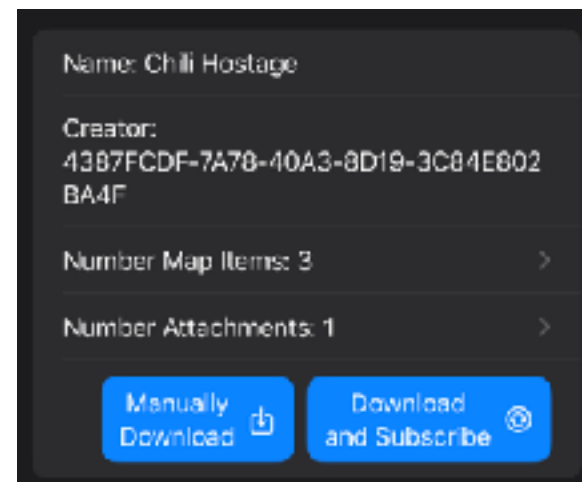 Name: Chili Hostage
Creator:
4387FCDF-7A78-40A3-8D19-3C84E802
BA4F
Number Map Items: 3
Number Attachments: 1
Manually
Download
Download
and Subscribe